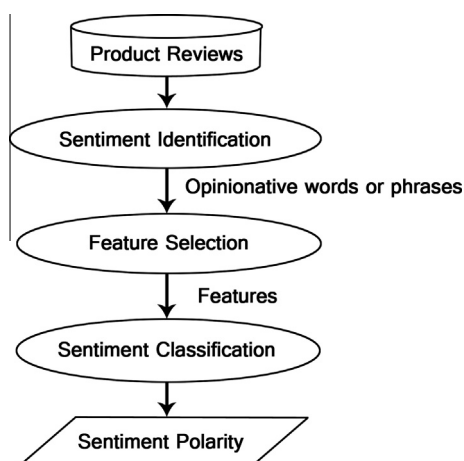 Product Reviews
Sentiment Identification
Opinionative words or phrases
Feature Selection
Features
Sentiment Classification
Sentiment Polarity